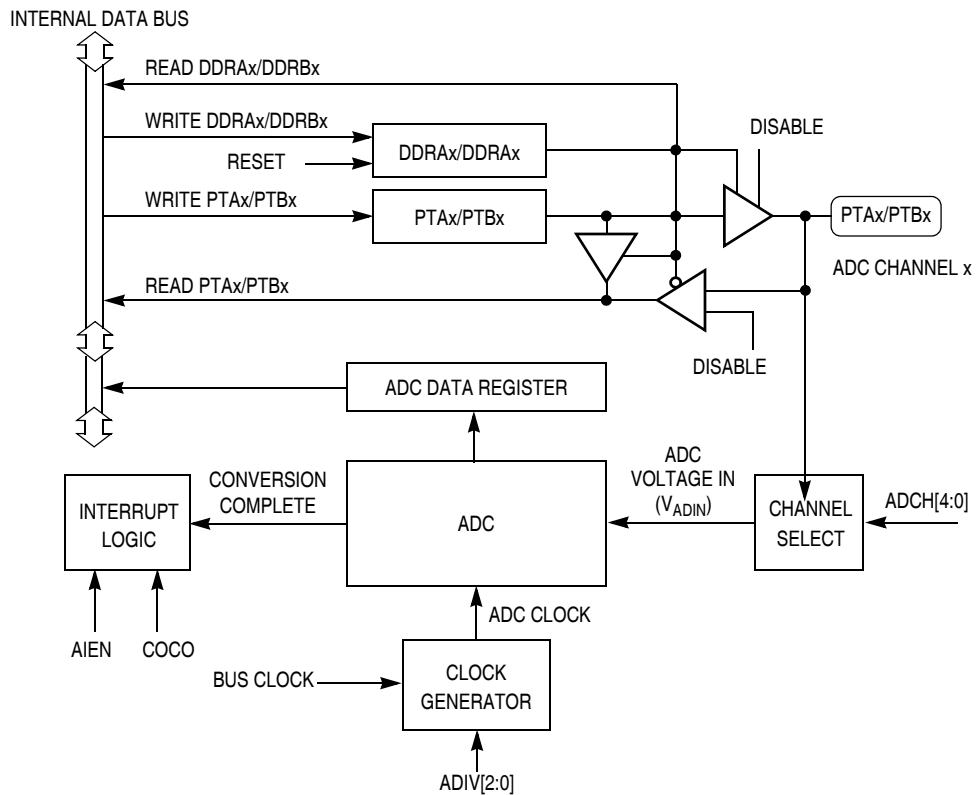 INTERNAL DATA BUS
READ DDRAx/DDRBx
WRITE DDRAx/DDRBx
RESET
DDRAx/DDRAx
DISABLE
WRITE PTAx/PTBx
PTAx/PTBx
PTAx/PTBx
ADC CHANNEL x
READ PTAx/PTBx
DISABLE
ADC DATA REGISTER
INTERRUPT
LOGIC
CONVERSION
COMPLETE
ADC
ADC
VOLTAGE IN
(VADIN)
CHANNEL
SELECT
ADCH[4:0]
AIEN
COCO
ADC CLOCK
BUS CLOCK
CLOCK
GENERATOR
ADIV[2:0]